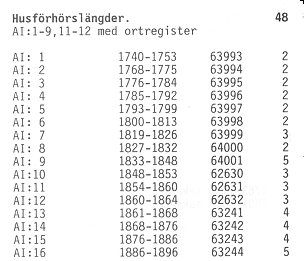 Husförhörslängder. 48
AI:1-9,11-12 med ortregister
AI: 1 1740-1753 63993 2
AI: 2 1768-1775 63994 2
AI: 3 1776-1784 63995 2
AI: 4 1785-1792 63996 2
AI: 5 1793-1799 63997 2
AI: 6 1800-1813 63998 2
AI: 7 1819-1826 63999 3
AI: 8 1827-1832 64000 2
AI: 9 1833-1848 64001 5
AI:10 1848-1853 62630 3
AI:11 1854-1860 62631 3
AI:12 1860-1864 62632 3
AI:13 1861-1868 63241 4
AI:14 1868-1876 63242 4
AI:15 1876-1886 63243 4
AI:16 1886-1896 63244 5